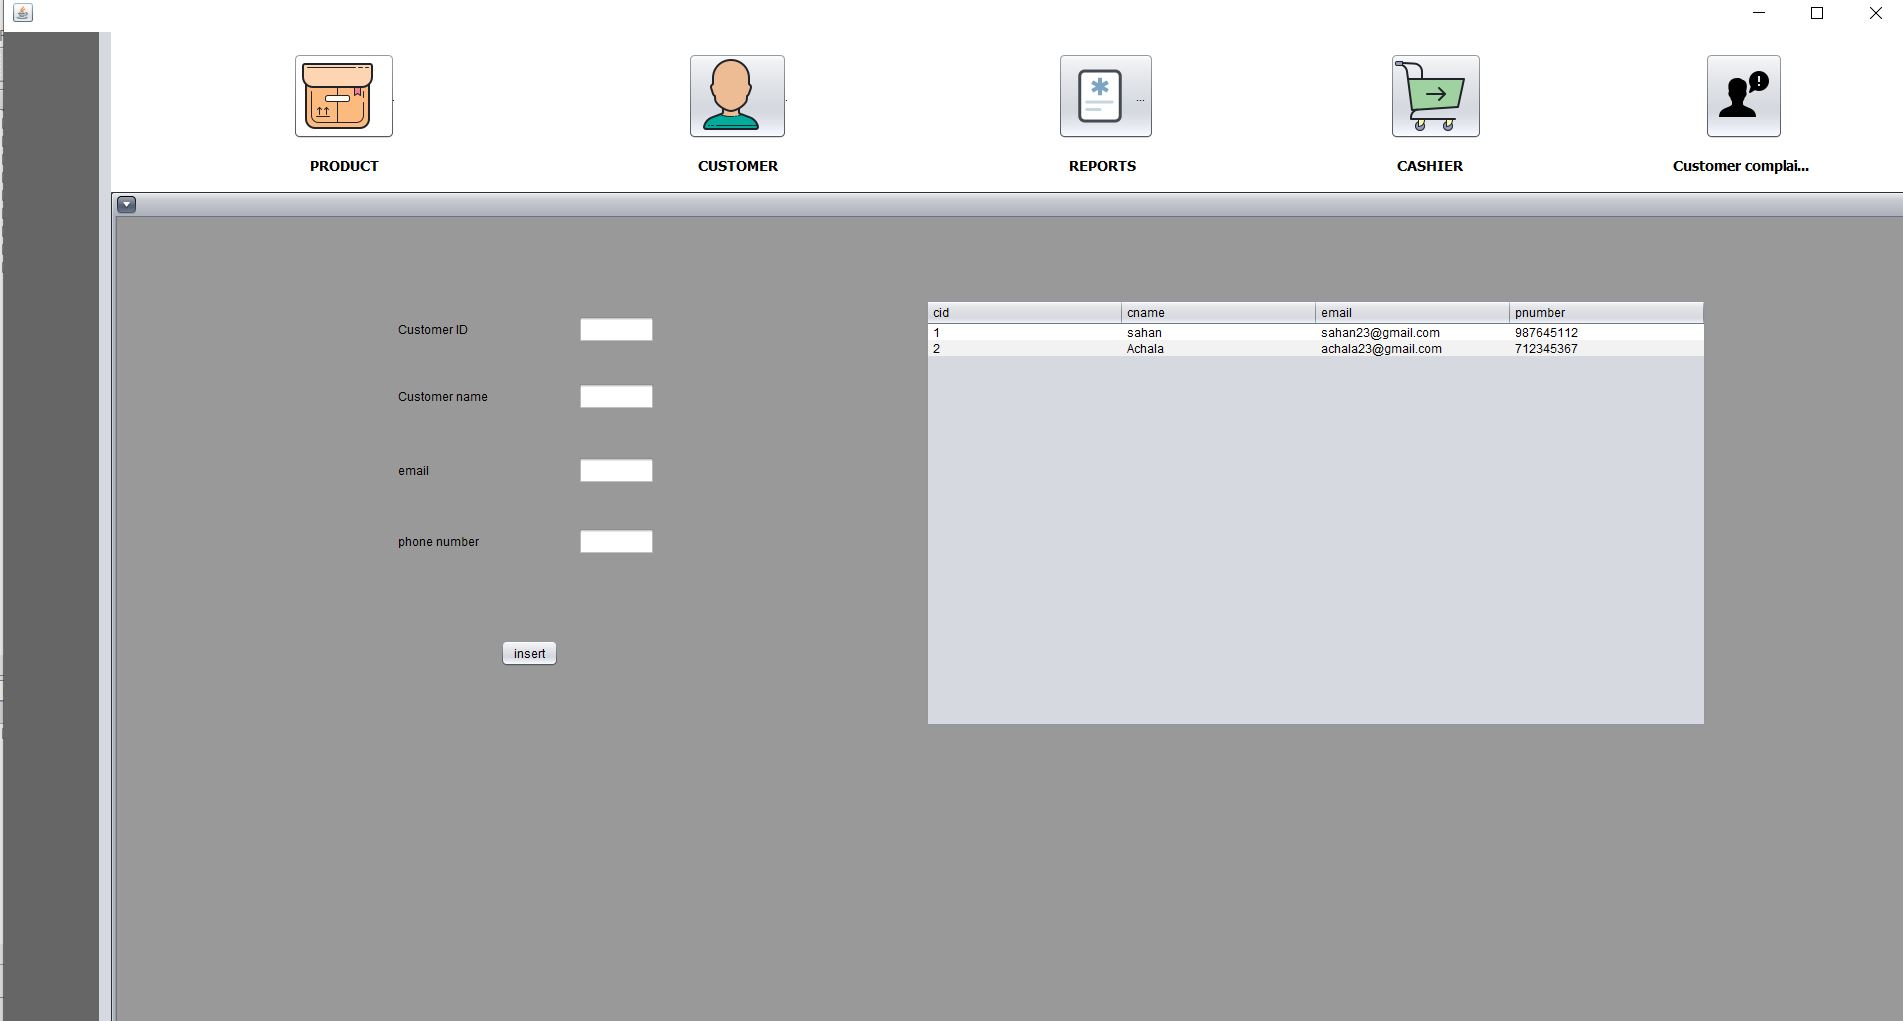 PRODUCT CUSTOMER REPORTS CASHIER Customer complai...
Customer ID
Customer name
email
phone number
insert
cid cname email pnumber
1 sahan sahan23@gmail.com 987645112
2 Achala achala23@gmail.com 712345367